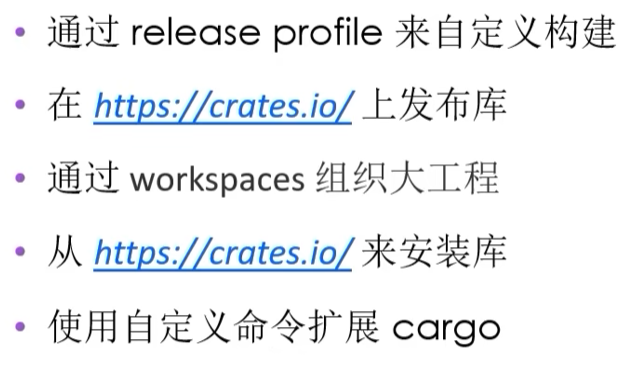 • 通过 release profile 来自定义构建
• 在 https://crates.io/ 上发布库
• 通过 workspaces 组织大工程
• 从 https://crates.io/ 来安装库
• 使用自定义命令扩展 cargo